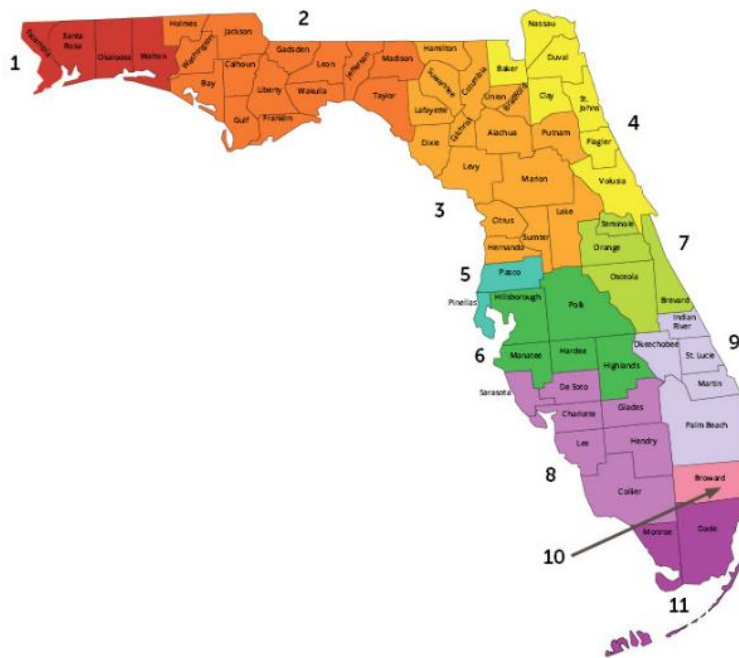 2
1
Escambia
Santa
Rosa
Okaloosa
Walton
Holmes
Washington
Jackson
Bay
Calhoun
Gulf
Liberty
Franklin
Gadsden
Leon
Wakulla
Jefferson
Madison
Taylor
Hamilton
Suwannee
Columbia
Lafayette
Dixie
Gilchrist
Union
Bradford
Alachua
Putnam
Levy
Marion
3
Citrus
Sumter
Lake
Hernando
Baker
Nassau
Duval
Clay
St.
Johns
4
Flagler
Volusia
5
Pasco
Pinellas
7
Seminole
Orange
Osceola
Brevard
6
Hillsborough
Polk
Manatee
Hardee
Highlands
9
Indian
River
Okeechobee
St. Lucie
Martin
Palm Beach
8
Sarasota
De Soto
Charlotte
Glades
Lee
Hendry
Collier
10
Broward
11
Monroe
Dade